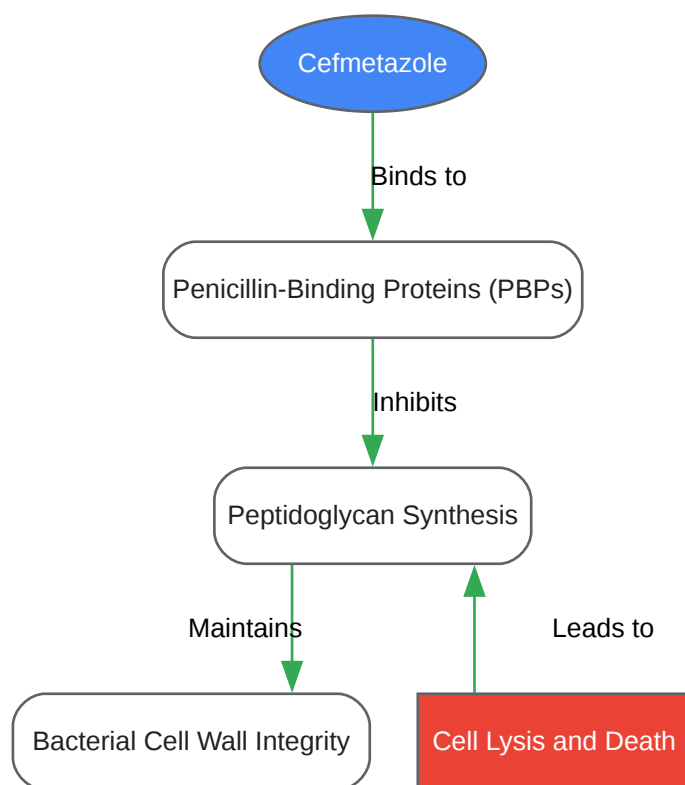 Cefmetazole
Binds to
Penicillin-Binding Proteins (PBPs)
Inhibits
Peptidoglycan Synthesis
Maintains
Leads to
Bacterial Cell Wall Integrity
Cell Lysis and Death